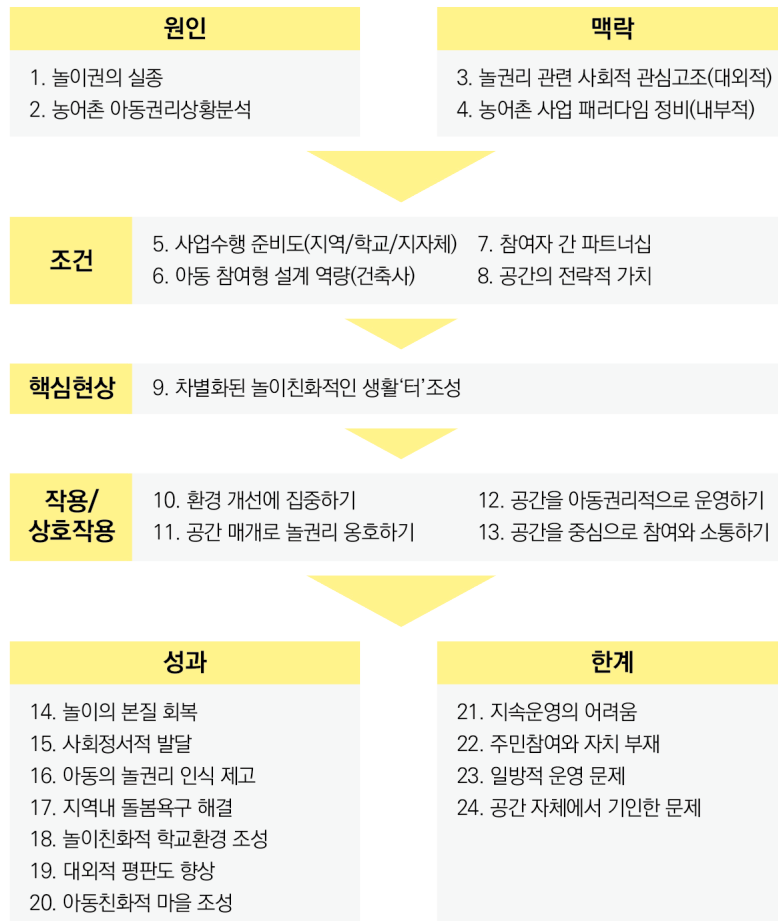 원인
1. 놀이권의 실종
2. 농어촌 아동권리상황분석
맥락
3. 놀권리 관련 사회적 관심고조(대외적)
4. 농어촌 사업 패러다임 정비(내부적)
조건
5. 사업수행 준비도(지역/학교/지자체)
6. 아동 참여형 설계 역량(건축사)
7. 참여자 간 파트너십
8. 공간의 전략적 가치
핵심현상
9. 차별화된 놀이친화적인 생활‘터’조성
작용/
상호작용
10. 환경 개선에 집중하기
11. 공간 매개로 놀권리 옹호하기
12. 공간을 아동권리적으로 운영하기
13. 공간을 중심으로 참여와 소통하기
성과
14. 놀이의 본질 회복
15. 사회정서적 발달
16. 아동의 놀권리 인식 제고
17. 지역내 돌봄욕구 해결
18. 놀이친화적 학교환경 조성
19. 대외적 평판도 향상
20. 아동친화적 마을 조성
한계
21. 지속운영의 어려움
22. 주민참여와 자치 부재
23. 일방적 운영 문제
24. 공간 자체에서 기인한 문제